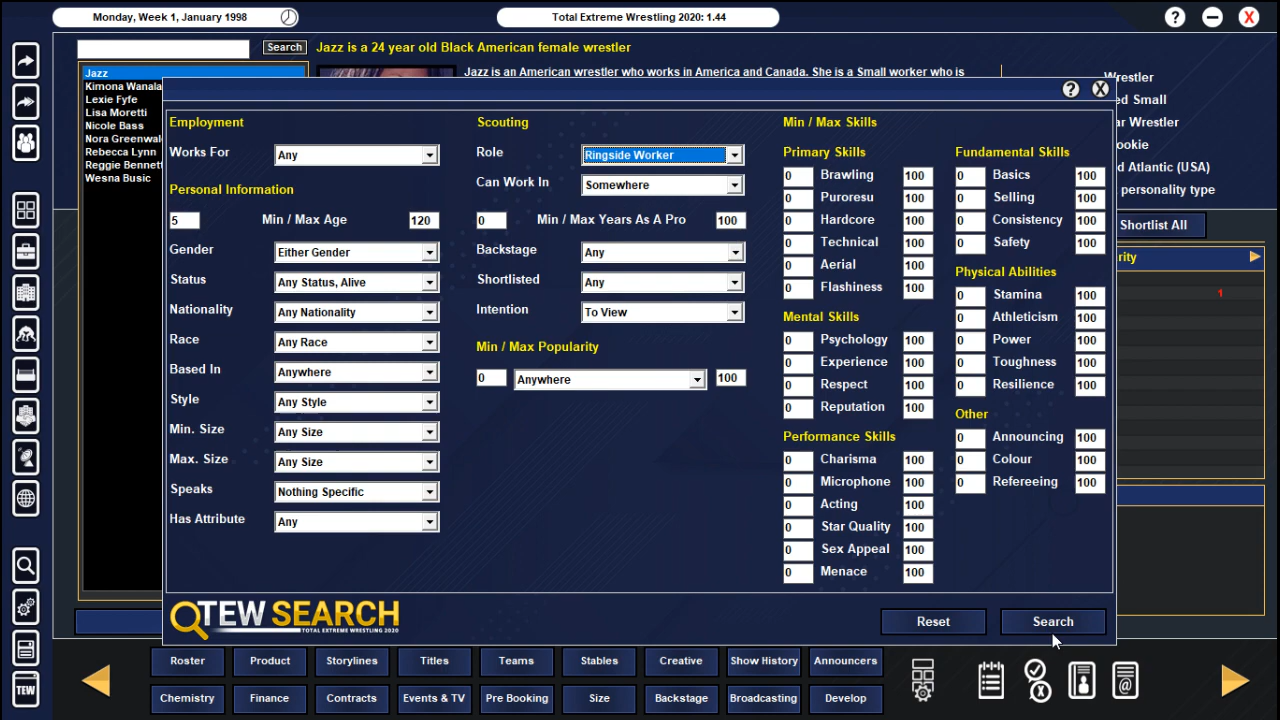 Monday, Week 1, January 1998
Total Extreme Wrestling 2020: 1.44
? X
Search
Jazz is a 24 year old Black American female wrestler
Jazz
Kimona Wanala
Lexie Fyfe
Lisa Moretti
Nicole Bass
Nora Greenwal
Rebecca Lynn
Reggie Bennet
Wesna Busic
Jazz is an American wrestler who works in America and Canada. She is a Small worker who is
Wrestler
ed Small
ar Wrestler
ookie
d Atlantic (USA)
personality type
Shortlist All
rity
1
? X
Employment
Works For Any
Personal Information
5 Min / Max Age 120
Gender Either Gender
Status Any Status, Alive
Nationality Any Nationality
Race Any Race
Based In Anywhere
Style Any Style
Min. Size Any Size
Max. Size Any Size
Speaks Nothing Specific
Has Attribute Any
Scouting
Role Ringside Worker
Can Work In Somewhere
0 Min / Max Years As A Pro 100
Backstage Any
Shortlisted Any
Intention To View
Min / Max Popularity
0 Anywhere 100
Min / Max Skills
Primary Skills
0 Brawling 100
0 Puroresu 100
0 Hardcore 100
0 Technical 100
0 Aerial 100
0 Flashiness 100
Mental Skills
0 Psychology 100
0 Experience 100
0 Respect 100
0 Reputation 100
Performance Skills
0 Charisma 100
0 Microphone 100
0 Acting 100
0 Star Quality 100
0 Sex Appeal 100
0 Menace 100
Fundamental Skills
0 Basics 100
0 Selling 100
0 Consistency 100
0 Safety 100
Physical Abilities
0 Stamina 100
0 Athleticism 100
0 Power 100
0 Toughness 100
0 Resilience 100
Other
0 Announcing 100
0 Colour 100
0 Refereeing 100
TEW SEARCH
TOTAL EXTREME WRESTLING 2020
Reset Search
TEW
Roster Product Storylines Titles Teams Stables Creative Show History Announcers
Chemistry Finance Contracts Events & TV Pre Booking Size Backstage Broadcasting Develop